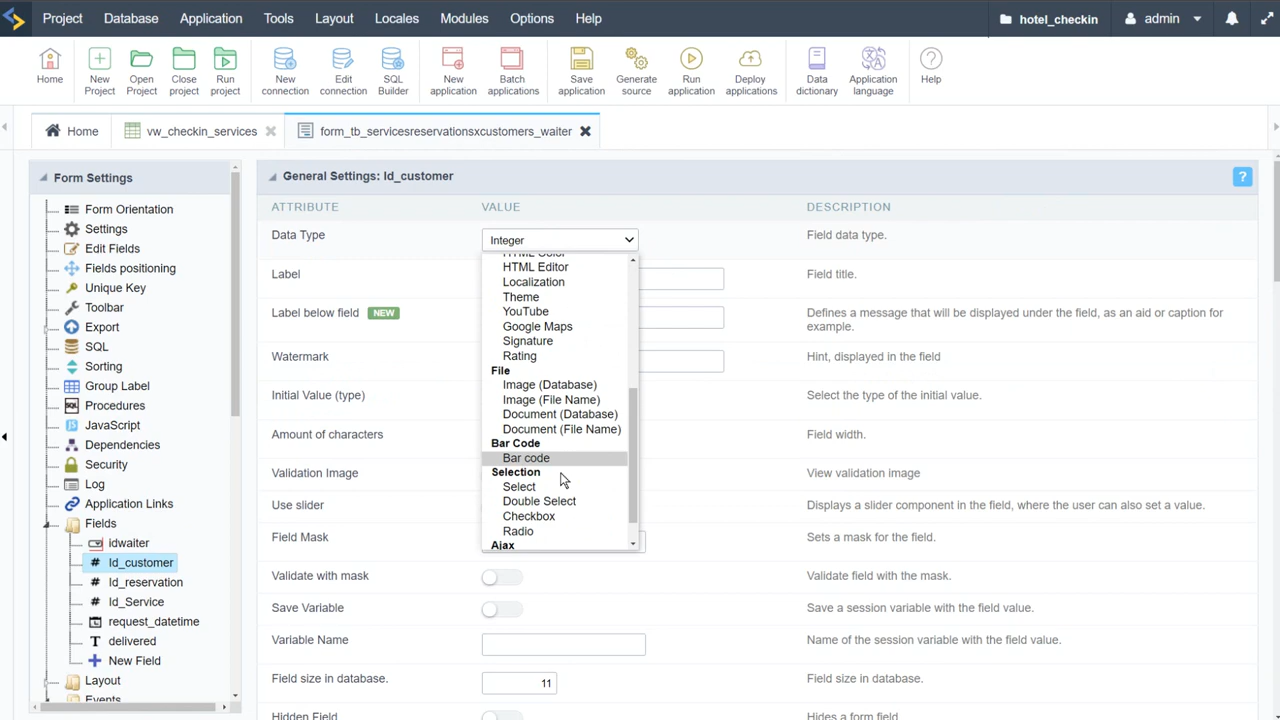 Project Database Application Tools Layout Locales Modules Options Help hotel_checkin admin
Home New Project Open Project Close project Run project New connection Edit connection SQL Builder New application Batch applications Save application Generate source Run application Deploy applications Data dictionary Application language Help
Home vw_checkin_services form_tb_servicesreservationsxcustomers_waiter
Form Settings
Form Orientation
Settings
Edit Fields
Fields positioning
Unique Key
Toolbar
Export
SQL
Sorting
Group Label
Procedures
JavaScript
Dependencies
Security
Log
Application Links
Fields
idwaiter
Id_customer
Id_reservation
Id_Service
request_datetime
delivered
New Field
Layout
Events
General Settings: Id_customer ?
ATTRIBUTE VALUE DESCRIPTION
Data Type Integer Field data type.
Label Field title.
Label below field NEW Defines a message that will be displayed under the field, as an aid or caption for
example.
Watermark Hint, displayed in the field
Initial Value (type) Select the type of the initial value.
Amount of characters Field width.
Validation Image View validation image
Use slider Displays a slider component in the field, where the user can also set a value.
Field Mask Sets a mask for the field.
Validate with mask Validate field with the mask.
Save Variable Save a session variable with the field value.
Variable Name Name of the session variable with the field value.
Field size in database. 11 Field size in database.
Hidden Field Hides a form field
HTML Color
HTML Editor
Localization
Theme
YouTube
Google Maps
Signature
Rating
File
Image (Database)
Image (File Name)
Document (Database)
Document (File Name)
Bar Code
Bar code
Selection
Select
Double Select
Checkbox
Radio
Ajax